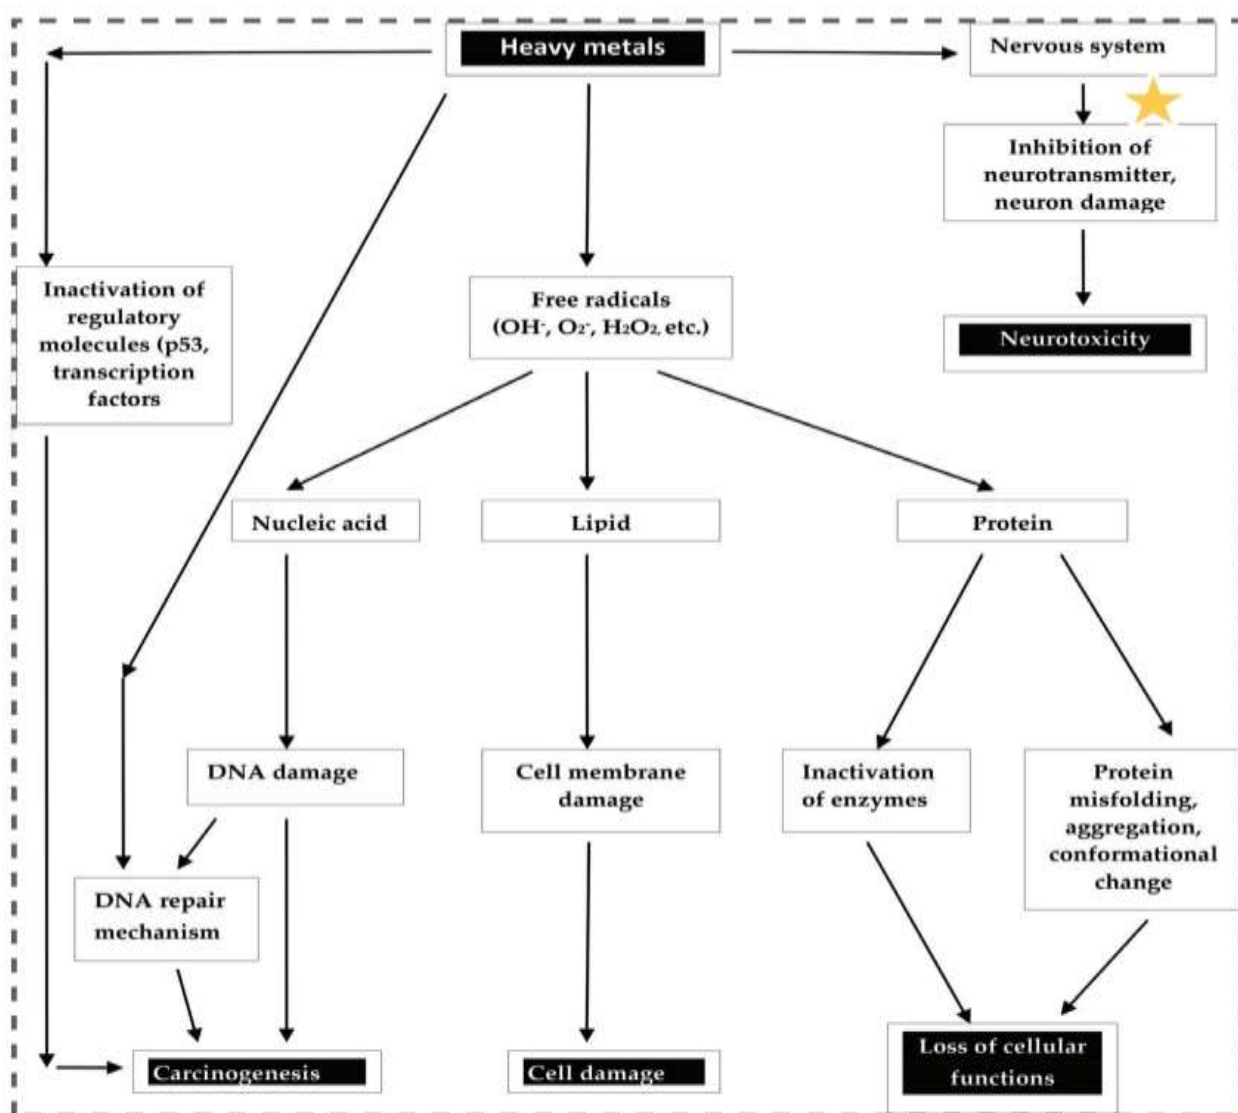 Heavy metals
Nervous system
Inhibition of
neurotransmitter,
neuron damage
Neurotoxicity
Inactivation of
regulatory
molecules (p53,
transcription
factors
Free radicals
(OH⁻, O₂⁻, H₂O₂, etc.)
Nucleic acid
Lipid
Protein
DNA damage
Cell membrane
damage
Inactivation
of enzymes
Protein
misfolding,
aggregation,
conformational
change
DNA repair
mechanism
Carcinogenesis
Cell damage
Loss of cellular
functions